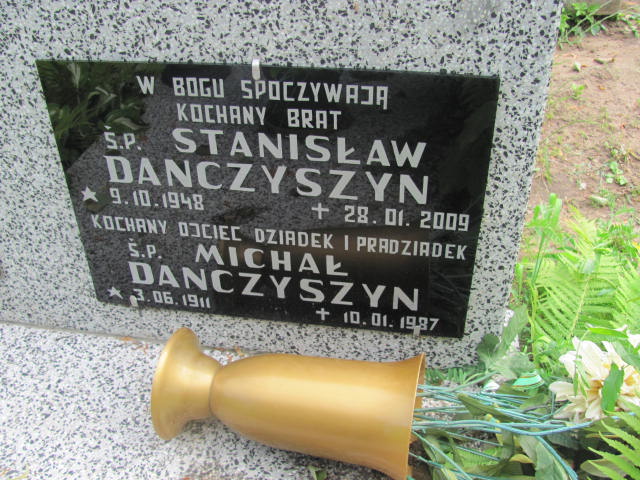 W BOGU SPOCZYWAJĄ
KOCHANY BRAT
Ś.P. STANISŁAW
DANCZYSZYN
9.10.1948 28.01.2009
KOCHANY OJCIEC DZIADEK I PRADZIADEK
Ś.P. MICHAŁ
DANCZYSZYN
3.06.1911 10.01.1987